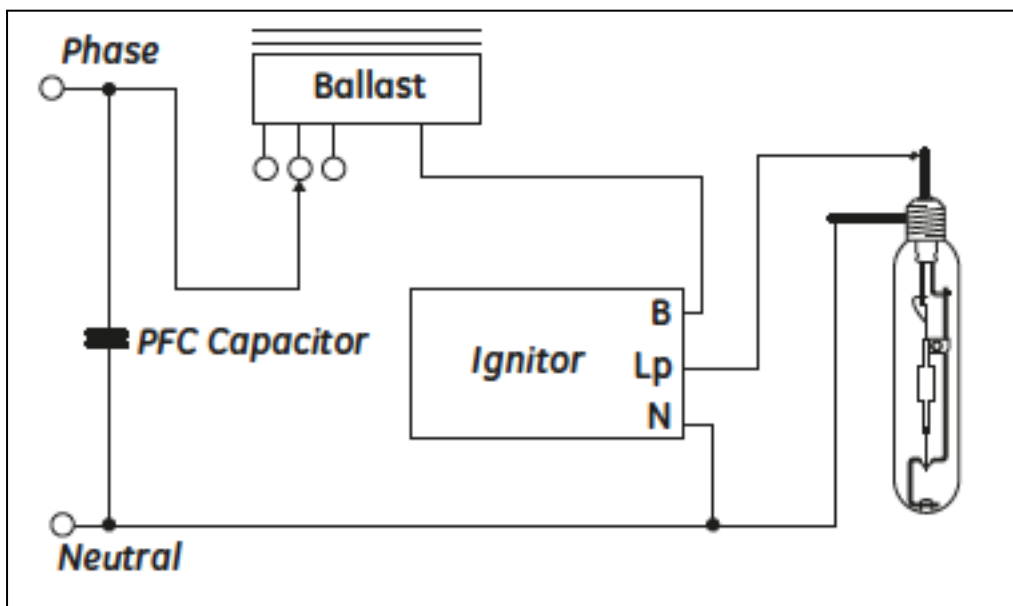 Phase
Ballast
PFC Capacitor
Ignitor
B
Lp
N
Neutral